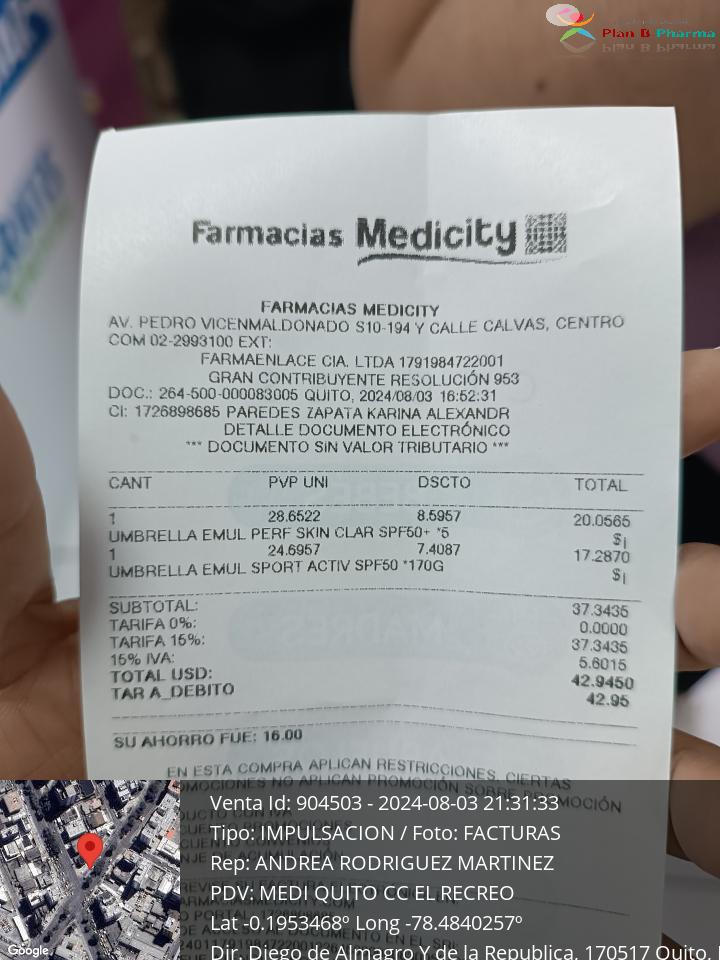 Plan B Pharma
Farmacias Medicity
FARMACIAS MEDICITY
AV. PEDRO VICENMALDONADO S10-194 Y CALLE CALVAS, CENTRO
COM 02-2993100 EXT:
FARMAENLACE CIA. LTDA 1791984722001
GRAN CONTRIBUYENTE RESOLUCIÓN 953
DOC.: 264-500-000083005 QUITO, 2024/08/03 16:52:31
CI: 1726898685 PAREDES ZAPATA KARINA ALEXANDR
DETALLE DOCUMENTO ELECTRÓNICO
*** DOCUMENTO SIN VALOR TRIBUTARIO ***
CANT PVP UNI DSCTO TOTAL
1 28.6522 8.5957 20.0565
UMBRELLA EMUL PERF SKIN CLAR SPF50+ *5 $¡
1 24.6957 7.4087 17.2870
UMBRELLA EMUL SPORT ACTIV SPF50 *170G $¡
SUBTOTAL: 37.3435
TARIFA 0%: 0.0000
TARIFA 15%: 37.3435
15% IVA: 5.6015
TOTAL USD: 42.9450
TAR A_DEBITO 42.95
SU AHORRO FUE: 16.00
EN ESTA COMPRA APLICAN RESTRICCIONES, CIERTAS
OMOCIONES NO APLICAN PROMOCIÓN SOBRE PROMOCIÓN
Venta Id: 904503 - 2024-08-03 21:31:33
Tipo: IMPULSACION / Foto: FACTURAS
Rep: ANDREA RODRIGUEZ MARTINEZ
PDV: MEDIQUITO CC EL RECREO
Lat -0.1953468º Long -78.4840257º
Dir. Diego de Almagro Y de la Republica, 170517 Quito,
Google